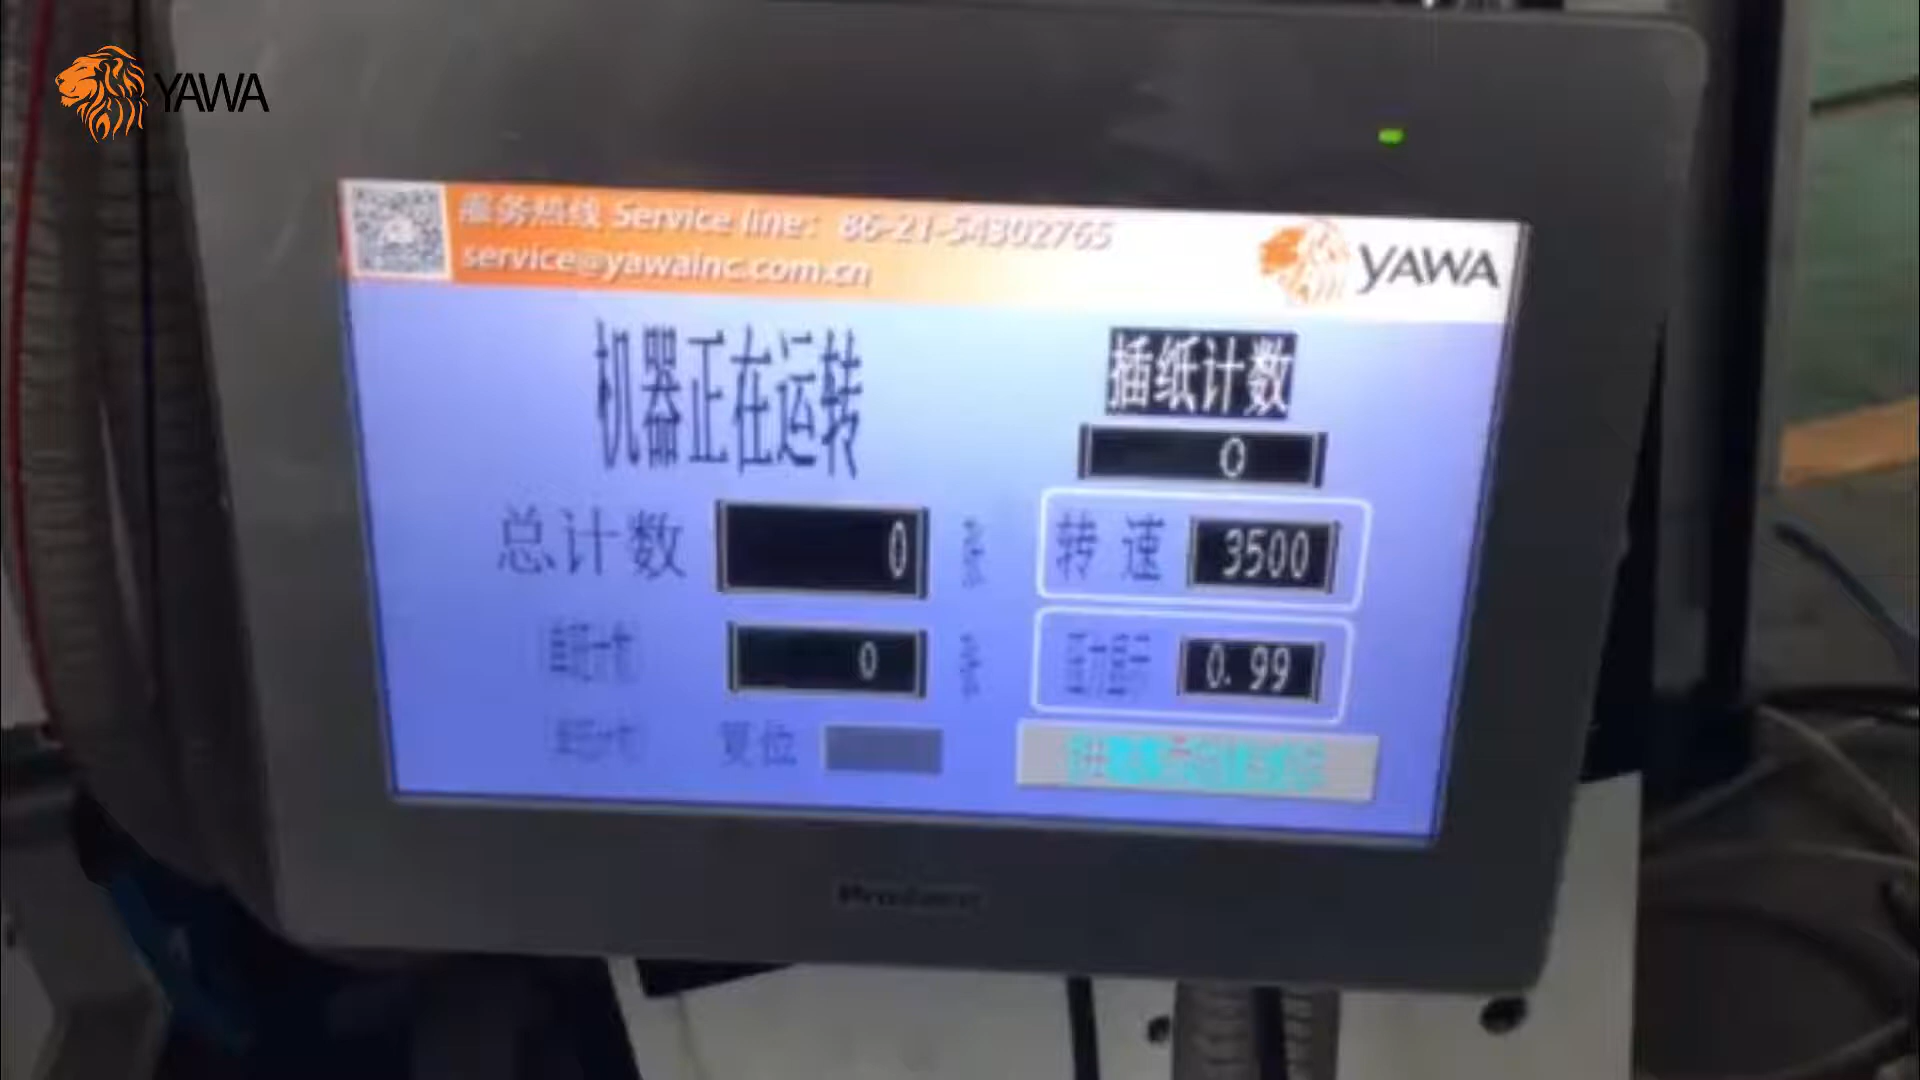 YAWA
服务热线 Service line: 86-21-54302765
service@yawainc.com.cn
YAWA
机器正在运转
插纸计数
0
总计数 0
转速 3500
0
0.99
复位